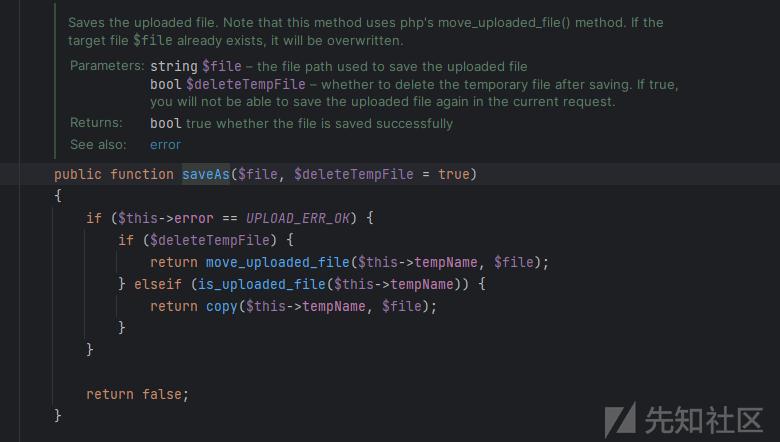 Saves the uploaded file. Note that this method uses php's move_uploaded_file() method. If the
target file $file already exists, it will be overwritten.
Parameters: string $file – the file path used to save the uploaded file
bool $deleteTempFile – whether to delete the temporary file after saving. If true,
you will not be able to save the uploaded file again in the current request.
Returns: bool true whether the file is saved successfully
See also: error
public function saveAs($file, $deleteTempFile = true)
{
if ($this->error == UPLOAD_ERR_OK) {
if ($deleteTempFile) {
return move_uploaded_file($this->tempName, $file);
} elseif (is_uploaded_file($this->tempName)) {
return copy($this->tempName, $file);
}
}
return false;
}
先知社区